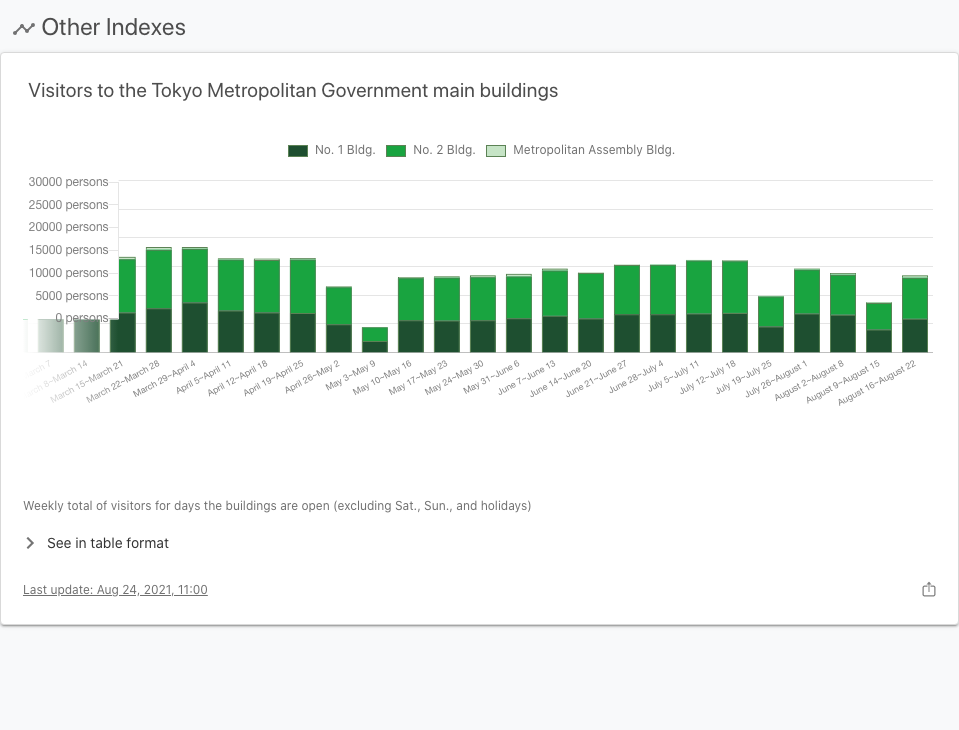 Other Indexes
Visitors to the Tokyo Metropolitan Government main buildings
No. 1 Bldg. No. 2 Bldg. Metropolitan Assembly Bldg.
30000 persons
25000 persons
20000 persons
15000 persons
10000 persons
5000 persons
0 persons
March 15~March 21
March 22~March 28
March 29~April 4
April 5~April 11
April 12~April 18
April 19~April 25
April 26~May 2
May 3~May 9
May 10~May 16
May 17~May 23
May 24~May 30
May 31~June 6
June 7~June 13
June 14~June 20
June 21~June 27
June 28~July 4
July 5~July 11
July 12~July 18
July 19~July 25
July 26~August 1
August 2~August 8
August 9~August 15
August 16~August 22
Weekly total of visitors for days the buildings are open (excluding Sat., Sun., and holidays)
See in table format
Last update: Aug 24, 2021, 11:00